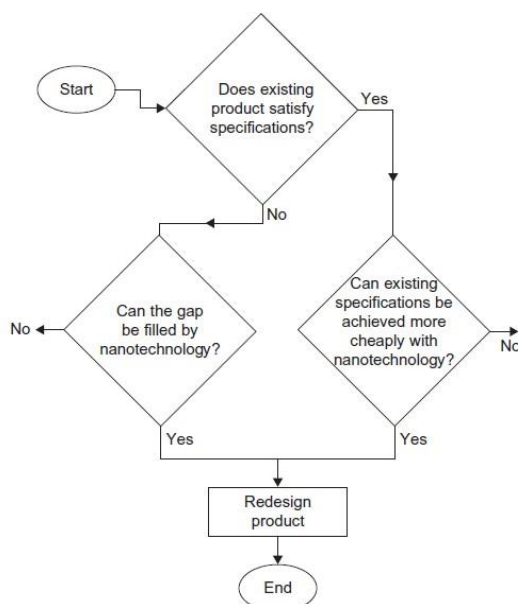 Start
Does existing
product satisfy
specifications?
Yes
No
Can the gap
be filled by
nanotechnology?
No
Yes
Can existing
specifications be
achieved more
cheaply with
nanotechnology?
No
Yes
Redesign
product
End